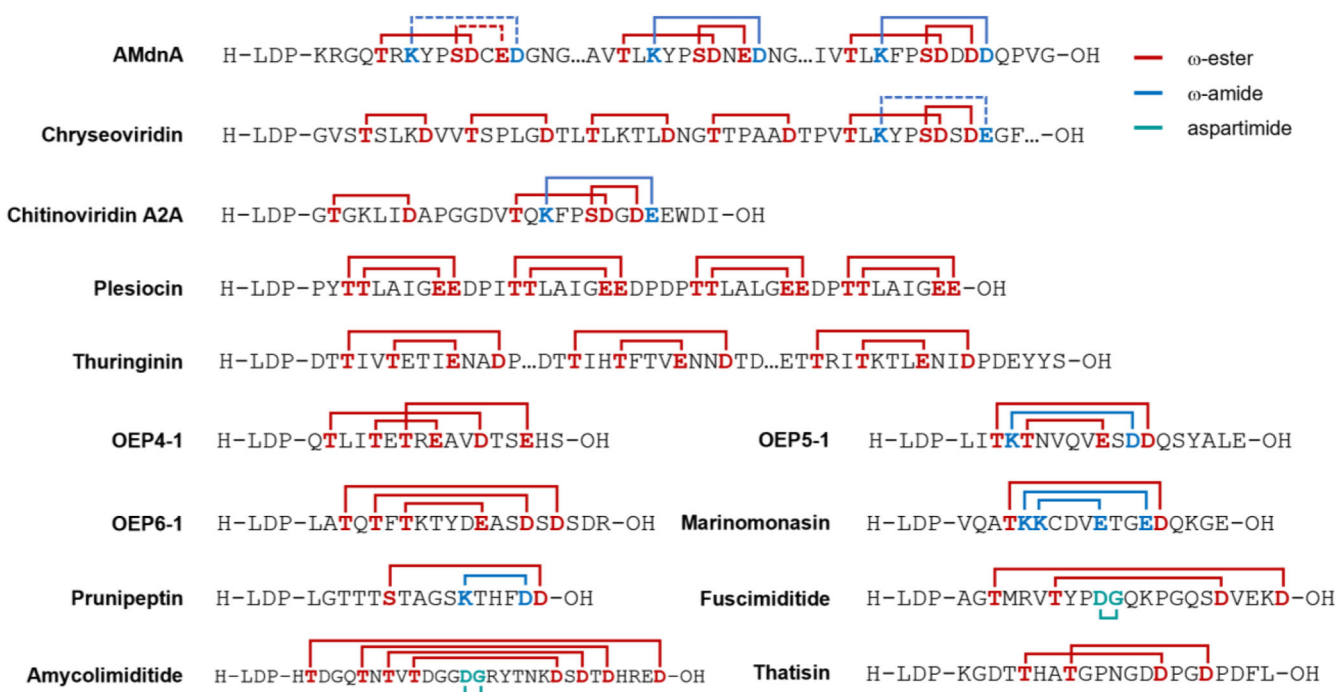 AMdnA H-LDP-KRGQTRKYPSDCEDGNG…AVTLKYPSDNEDNG…IVTLKFPSDDDDQPVG-OH
ω-ester
ω-amide
aspartimide
Chryseoviridin H-LDP-GVSTSLKDVVTSPLGDTLTLKTLDNGTTPAADTPVTLKYPSDSDEGF…-OH
Chitinoviridin A2A H-LDP-GTGKLIDAPGGDVTQKFPSDGDEEWDI-OH
Plesiocin H-LDP-PYTTLAIGEEDPITTLAIGEEDPDPTTLALGEEDPTTLAIGEE-OH
Thuringinin H-LDP-DTTIVTETIENADP…DTTIHTFTVENNDTD…ETTRITKTLENIDPDEYYS-OH
OEP4-1 H-LDP-QTLITETREAVDTSEHS-OH
OEP5-1 H-LDP-LITKTNVQVESDDQSYALE-OH
OEP6-1 H-LDP-LATQTFTKTYDEASDSDSDR-OH
Marinomonasin H-LDP-VQATKKCDVETGEDQKGE-OH
Prunipeptin H-LDP-LGTTTSTAGSKTHFDD-OH
Fuscimiditide H-LDP-AGTMRVTYPDGQKPGQSDVEKD-OH
Amycolimiditide H-LDP-HTDGQTNTVTDGGDGRYTNKDSDTDHRED-OH
Thatisin H-LDP-KGDTTHATGPNGDDPGDPDFL-OH